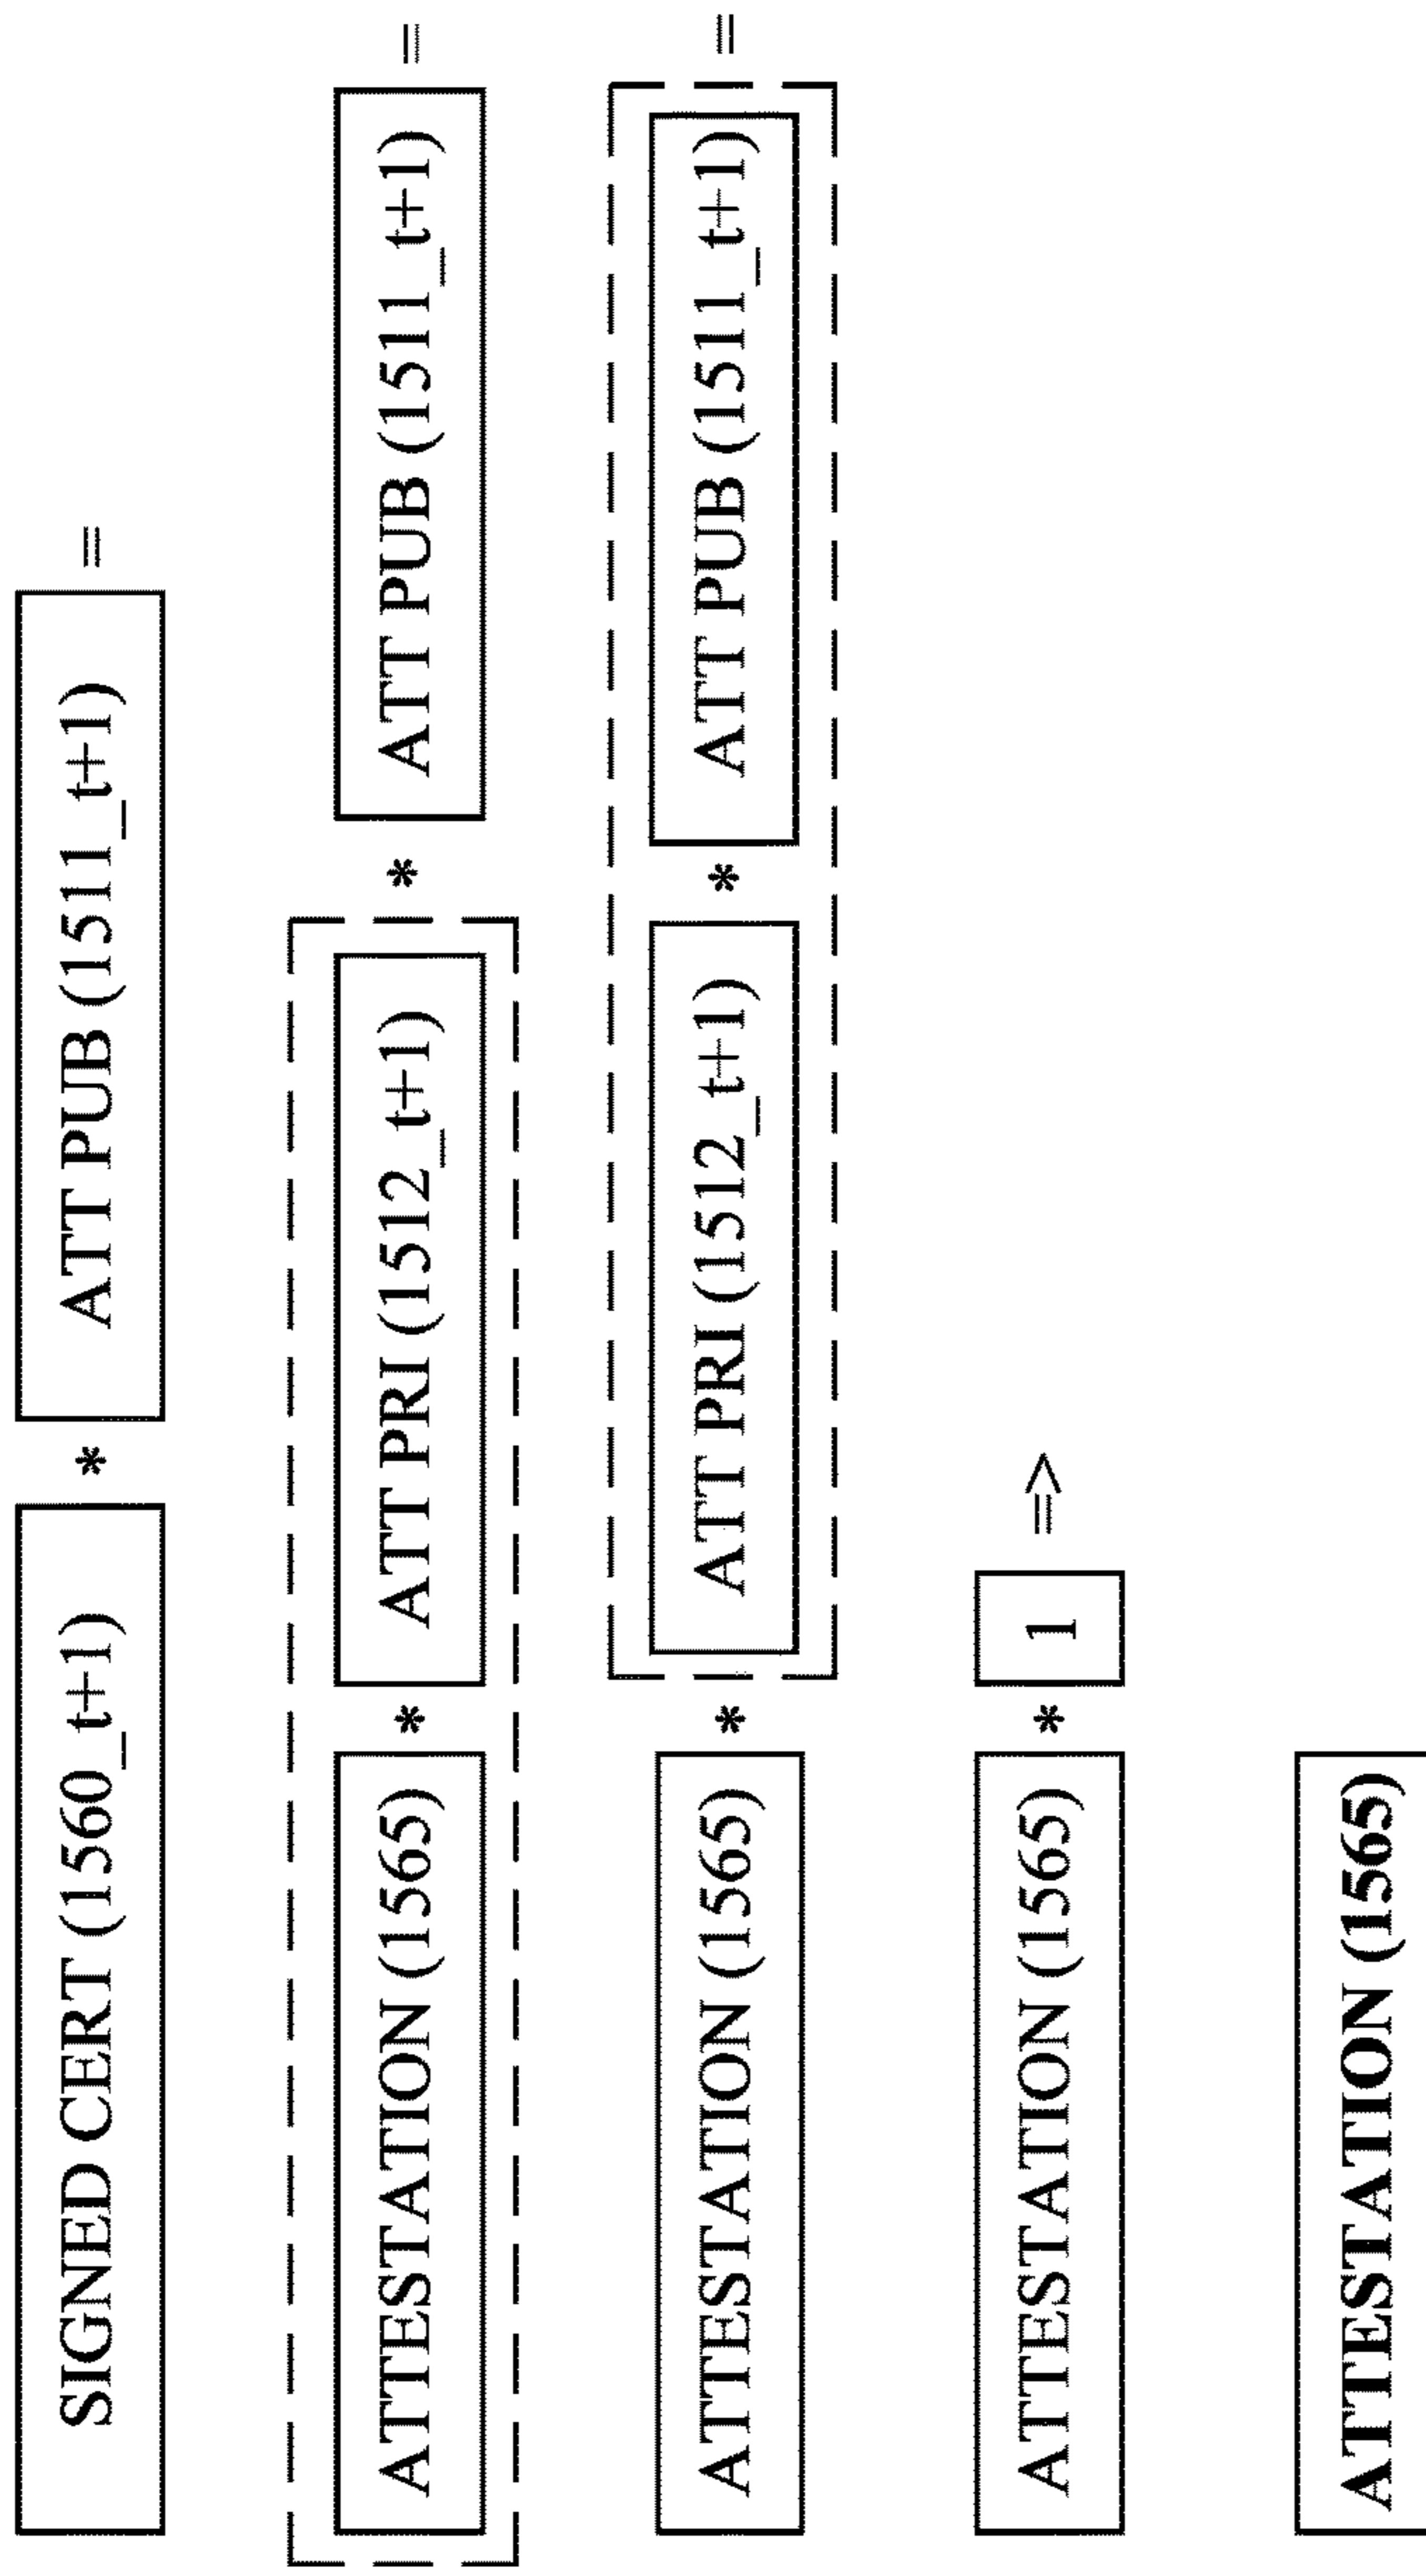 SIGNED CERT (1560_t+1) * ATT PUB (1511_t+1) =
ATTESTATION (1565) * ATT PRI (1512_t+1) * ATT PUB (1511_t+1) =
ATTESTATION (1565) * ATT PRI (1512_t+1) * ATT PUB (1511_t+1) =
ATTESTATION (1565) * 1 =>
ATTESTATION (1565)